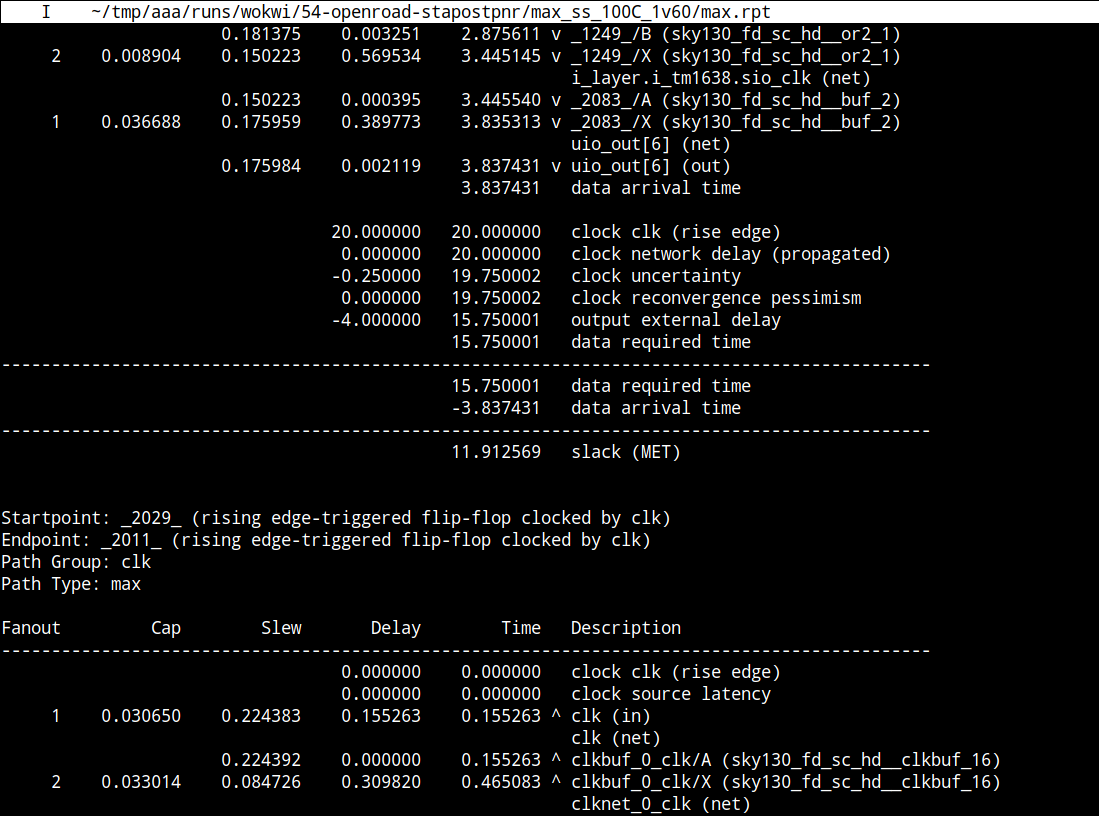 I    ~/tmp/aaa/runs/wokwi/54-openroad-stapostpnr/max_ss_100C_1v60/max.rpt
                      0.181375    0.003251    2.875611 v _1249_/B (sky130_fd_sc_hd__or2_1)
     2    0.008904    0.150223    0.569534    3.445145 v _1249_/X (sky130_fd_sc_hd__or2_1)
                                                         i_layer.i_tm1638.sio_clk (net)
                      0.150223    0.000395    3.445540 v _2083_/A (sky130_fd_sc_hd__buf_2)
     1    0.036688    0.175959    0.389773    3.835313 v _2083_/X (sky130_fd_sc_hd__buf_2)
                                                         uio_out[6] (net)
                      0.175984    0.002119    3.837431 v uio_out[6] (out)
                                              3.837431   data arrival time

                                 20.000000   20.000000   clock clk (rise edge)
                                  0.000000   20.000000   clock network delay (propagated)
                                 -0.250000   19.750002   clock uncertainty
                                  0.000000   19.750002   clock reconvergence pessimism
                                 -4.000000   15.750001   output external delay
                                             15.750001   data required time
---------------------------------------------------------------------------------------------
                                             15.750001   data required time
                                             -3.837431   data arrival time
---------------------------------------------------------------------------------------------
                                             11.912569   slack (MET)

Startpoint: _2029_ (rising edge-triggered flip-flop clocked by clk)
Endpoint: _2011_ (rising edge-triggered flip-flop clocked by clk)
Path Group: clk
Path Type: max

Fanout         Cap        Slew       Delay        Time   Description
---------------------------------------------------------------------------------------------
                                  0.000000    0.000000   clock clk (rise edge)
                                  0.000000    0.000000   clock source latency
     1    0.030650    0.224383    0.155263    0.155263 ^ clk (in)
                                                         clk (net)
                      0.224392    0.000000    0.155263 ^ clkbuf_0_clk/A (sky130_fd_sc_hd__clkbuf_16)
     2    0.033014    0.084726    0.309820    0.465083 ^ clkbuf_0_clk/X (sky130_fd_sc_hd__clkbuf_16)
                                                         clknet_0_clk (net)